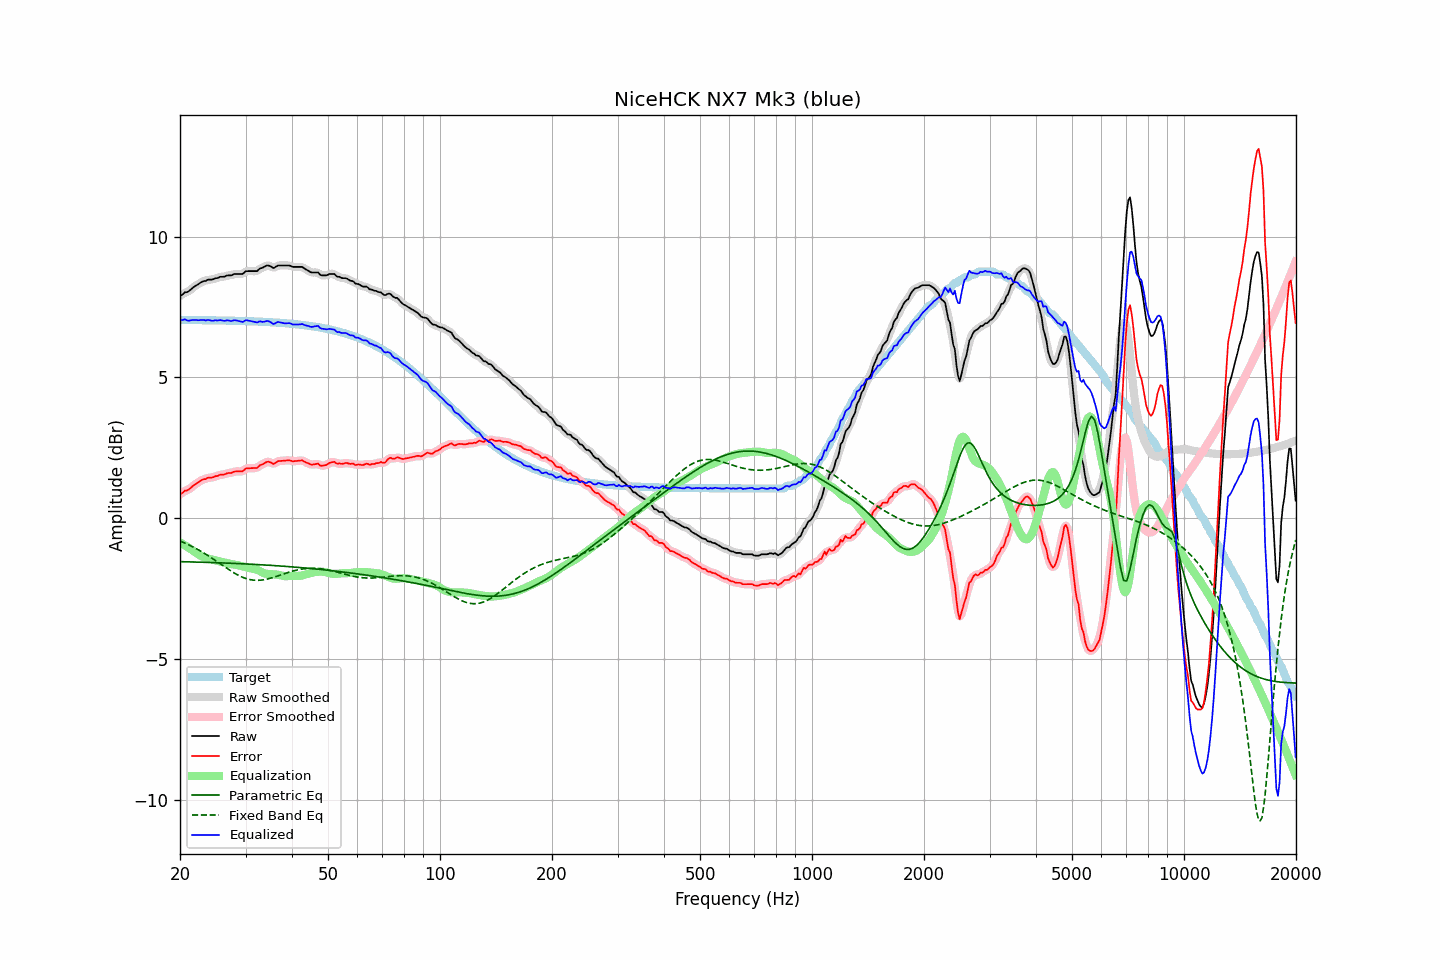 NiceHCK NX7 Mk3 (blue)
Amplitude (dBr)
10
5
0
−5
−10
Target
Raw Smoothed
Error Smoothed
Raw
Error
Equalization
Parametric Eq
Fixed Band Eq
Equalized
20 50 100 200 500 1000 2000 5000 10000 20000
Frequency (Hz)